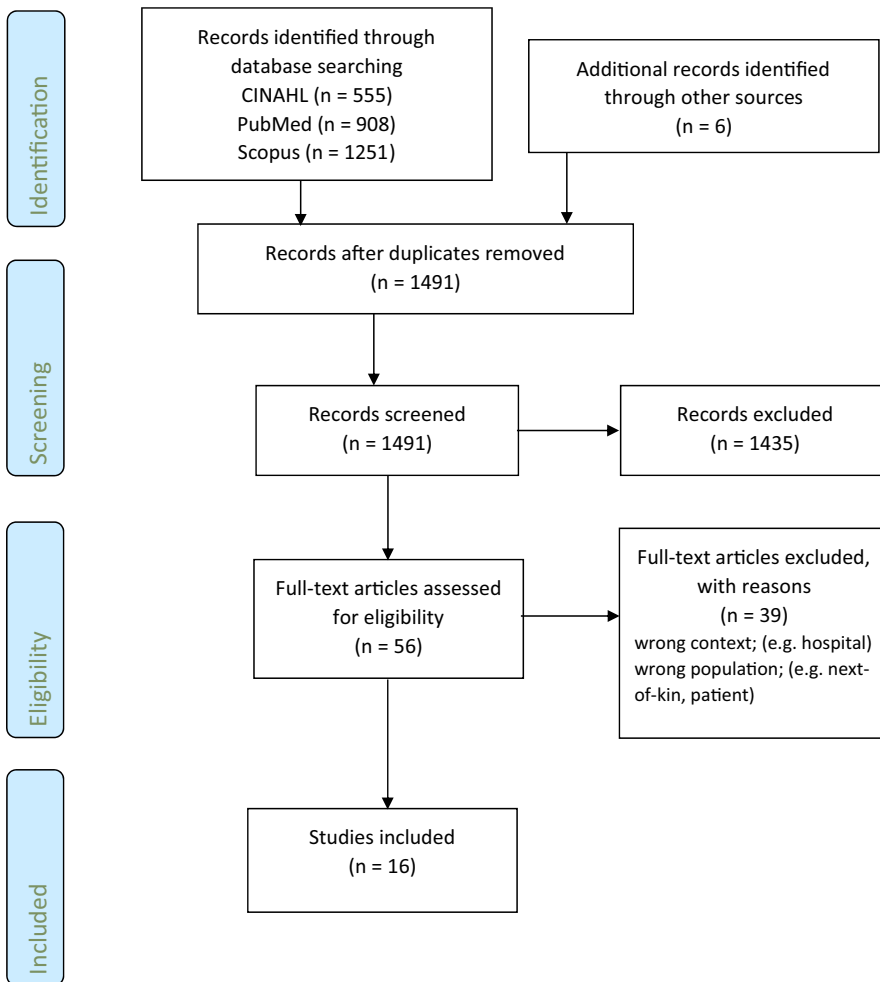 Identification
Records identified through
database searching
CINAHL (n = 555)
PubMed (n = 908)
Scopus (n = 1251)
Additional records identified
through other sources
(n = 6)
Records after duplicates removed
(n = 1491)
Screening
Records screened
(n = 1491)
Records excluded
(n = 1435)
Eligibility
Full-text articles assessed
for eligibility
(n = 56)
Full-text articles excluded,
with reasons
(n = 39)
wrong context; (e.g. hospital)
wrong population; (e.g. next-
of-kin, patient)
Included
Studies included
(n = 16)